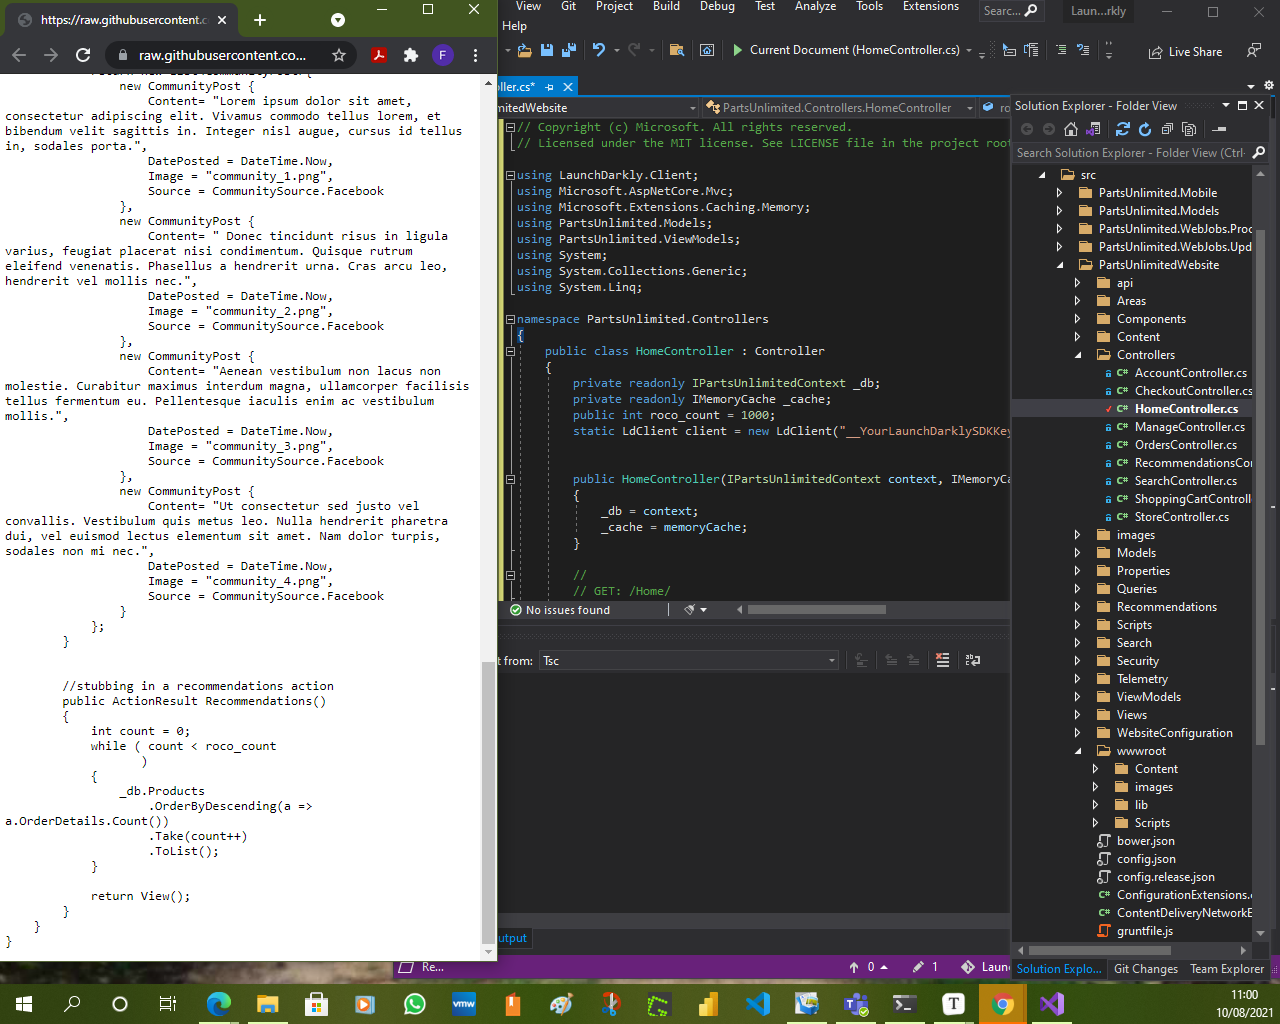 https://raw.githubusercontent.c
raw.githubusercontent.co...
F
new CommunityPost {
Content= "Lorem ipsum dolor sit amet,
consectetur adipiscing elit. Vivamus commodo tellus lorem, et
bibendum velit sagittis in. Integer nisl augue, cursus id tellus
in, sodales porta.",
DatePosted = DateTime.Now,
Image = "community_1.png",
Source = CommunitySource.Facebook
},
new CommunityPost {
Content= " Donec tincidunt risus in ligula
varius, feugiat placerat nisi condimentum. Quisque rutrum
eleifend venenatis. Phasellus a hendrerit urna. Cras arcu leo,
hendrerit vel mollis nec.",
DatePosted = DateTime.Now,
Image = "community_2.png",
Source = CommunitySource.Facebook
},
new CommunityPost {
Content= "Aenean vestibulum non lacus non
molestie. Curabitur maximus interdum magna, ullamcorper facilisis
tellus fermentum eu. Pellentesque iaculis enim ac vestibulum
mollis.",
DatePosted = DateTime.Now,
Image = "community_3.png",
Source = CommunitySource.Facebook
},
new CommunityPost {
Content= "Ut consectetur sed justo vel
convallis. Vestibulum quis metus leo. Nulla hendrerit pharetra
dui, vel euismod lectus elementum sit amet. Nam dolor turpis,
sodales non mi nec.",
DatePosted = DateTime.Now,
Image = "community_4.png",
Source = CommunitySource.Facebook
}
};
}
//stubbing in a recommendations action
public ActionResult Recommendations()
{
int count = 0;
while ( count < roco_count
)
{
_db.Products
.OrderByDescending(a =>
a.OrderDetails.Count())
.Take(count++)
.ToList();
}
return View();
}
}
}
View Git Project Build Debug Test Analyze Tools Extensions
Searc...
Laun...rkly
Help
Current Document (HomeController.cs)
Live Share
ller.cs*
mitedWebsite
PartsUnlimited.Controllers.HomeController
ro
// Copyright (c) Microsoft. All rights reserved.
// Licensed under the MIT license. See LICENSE file in the project root
using LaunchDarkly.Client;
using Microsoft.AspNetCore.Mvc;
using Microsoft.Extensions.Caching.Memory;
using PartsUnlimited.Models;
using PartsUnlimited.ViewModels;
using System;
using System.Collections.Generic;
using System.Linq;
namespace PartsUnlimited.Controllers
{
public class HomeController : Controller
{
private readonly IPartsUnlimitedContext _db;
private readonly IMemoryCache _cache;
public int roco_count = 1000;
static LdClient client = new LdClient("__YourLaunchDarklySDKKey
public HomeController(IPartsUnlimitedContext context, IMemoryCa
{
_db = context;
_cache = memoryCache;
}
//
// GET: /Home/
No issues found
t from: Tsc
utput
Re...
0
1
Laun
Solution Explorer - Folder View
Search Solution Explorer - Folder View (Ctrl-
src
PartsUnlimited.Mobile
PartsUnlimited.Models
PartsUnlimited.WebJobs.Proc
PartsUnlimited.WebJobs.Upd
PartsUnlimitedWebsite
api
Areas
Components
Content
Controllers
C# AccountController.cs
C# CheckoutController.cs
C# HomeController.cs
C# ManageController.cs
C# OrdersController.cs
C# RecommendationsCo
C# SearchController.cs
C# ShoppingCartControll
C# StoreController.cs
images
Models
Properties
Queries
Recommendations
Scripts
Search
Security
Telemetry
ViewModels
Views
WebsiteConfiguration
wwwroot
Content
images
lib
Scripts
bower.json
config.json
config.release.json
C# ConfigurationExtensions.
C# ContentDeliveryNetworkE
gruntfile.js
Solution Explo... Git Changes Team Explorer
vmw
T
11:00
10/08/2021